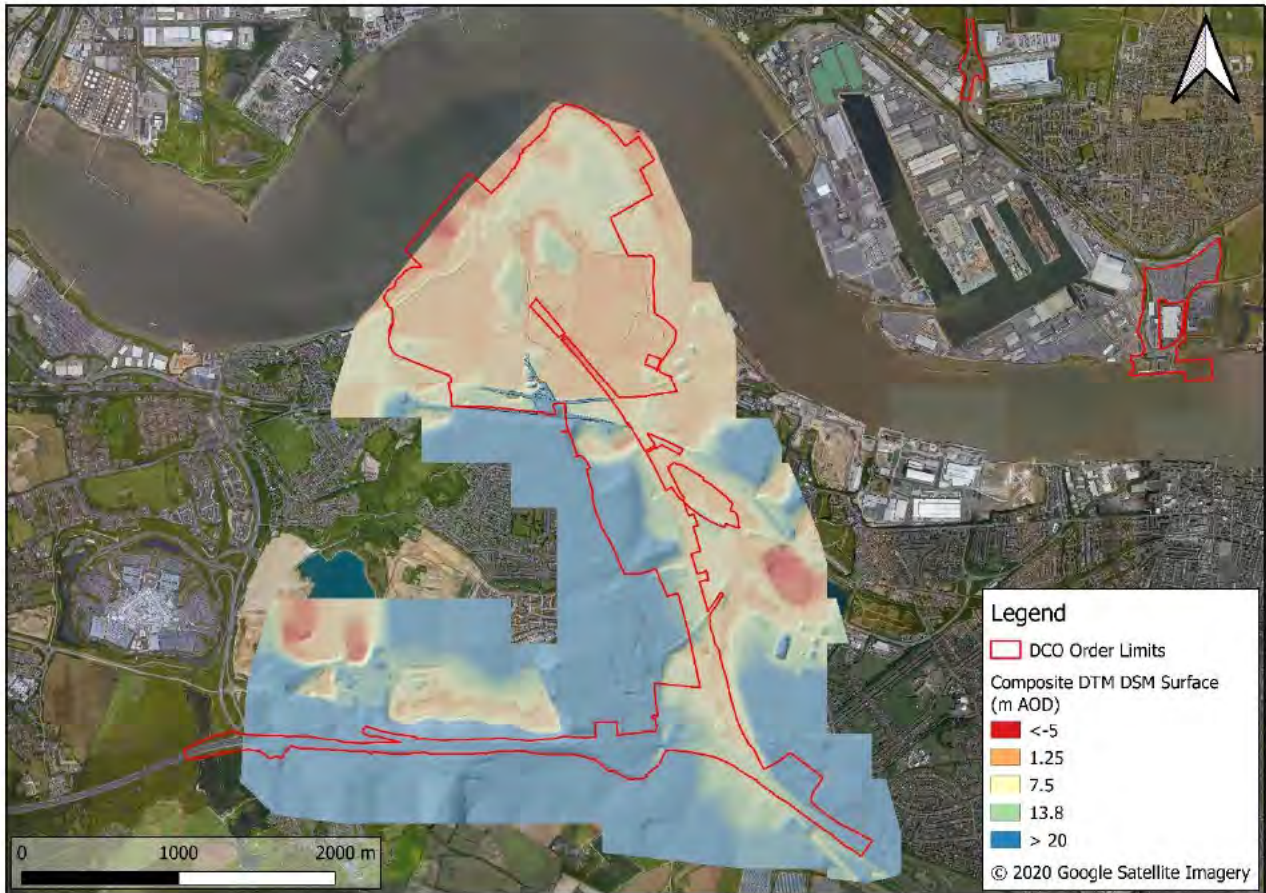 Legend
DCO Order Limits
Composite DTM DSM Surface
(m AOD)
<-5
1.25
7.5
13.8
> 20
© 2020 Google Satellite Imagery
0 1000 2000 m